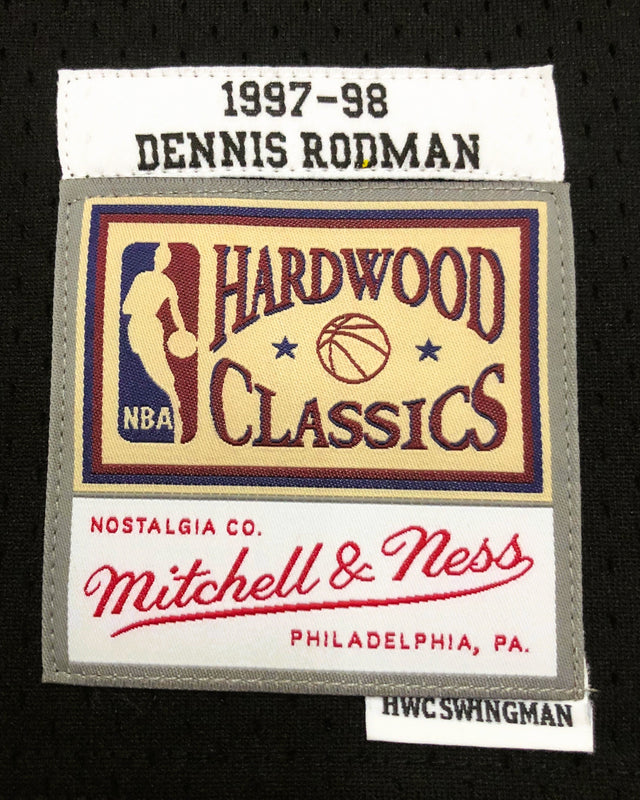 1997-98
DENNIS RODMAN
HARDWOOD
CLASSICS
NBA
NOSTALGIA CO.
Mitchell & Ness
PHILADELPHIA, PA.
HWC SWINGMAN